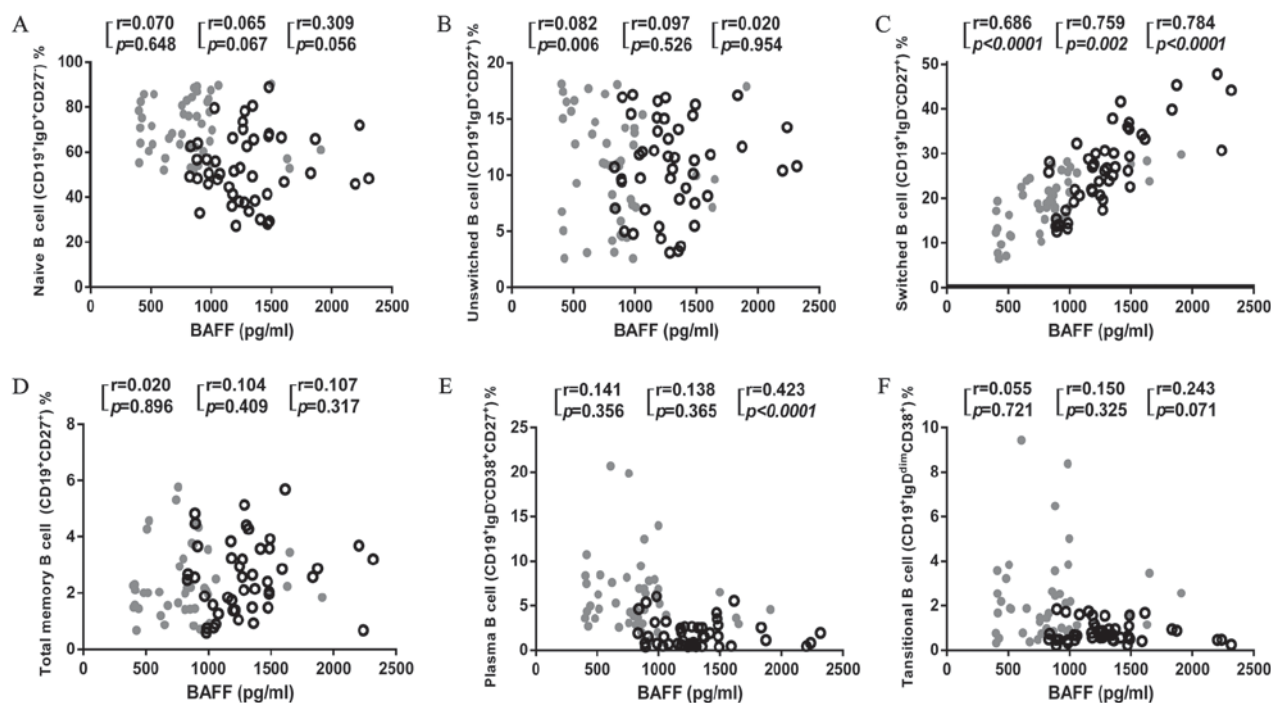 A r=0.070 r=0.065 r=0.309
p=0.648 p=0.067 p=0.056
Naive B cell (CD19⁺IgD⁺CD27⁻) %
100
80
60
40
20
0
0 500 1000 1500 2000 2500
BAFF (pg/ml)
B r=0.082 r=0.097 r=0.020
p=0.006 p=0.526 p=0.954
Unswitched B cell (CD19⁺IgD⁺CD27⁺) %
20
15
10
5
0
0 500 1000 1500 2000 2500
BAFF (pg/ml)
C r=0.686 r=0.759 r=0.784
p<0.0001 p=0.002 p<0.0001
Switched B cell (CD19⁺IgD⁻CD27⁺) %
50
40
30
20
10
0
0 500 1000 1500 2000 2500
BAFF (pg/ml)
D r=0.020 r=0.104 r=0.107
p=0.896 p=0.409 p=0.317
Total memory B cell (CD19⁺CD27⁺) %
8
6
4
2
0
0 500 1000 1500 2000 2500
BAFF (pg/ml)
E r=0.141 r=0.138 r=0.423
p=0.356 p=0.365 p<0.0001
Plasma B cell (CD19⁺IgD⁻CD38⁺CD27⁺) %
25
20
15
10
5
0
0 500 1000 1500 2000 2500
BAFF (pg/ml)
F r=0.055 r=0.150 r=0.243
p=0.721 p=0.325 p=0.071
Tansitional B cell (CD19⁺IgDᵈⁱᵐCD38⁺) %
10
8
6
4
2
0
0 500 1000 1500 2000 2500
BAFF (pg/ml)